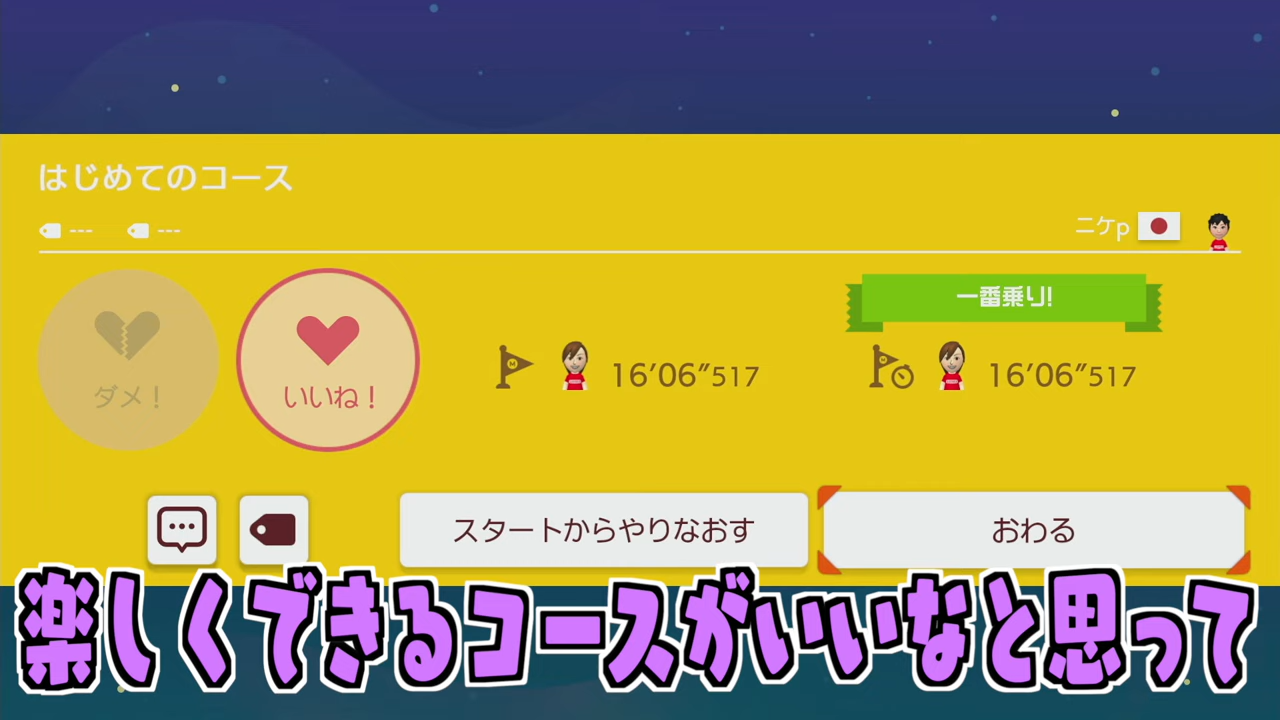 はじめてのコース
--- ---
ニケp
ダメ！
いいね！
M
16′06″517
一番乗り!
M
16′06″517
スタートからやりなおす
おわる
楽しくできるコースがいいなと思って